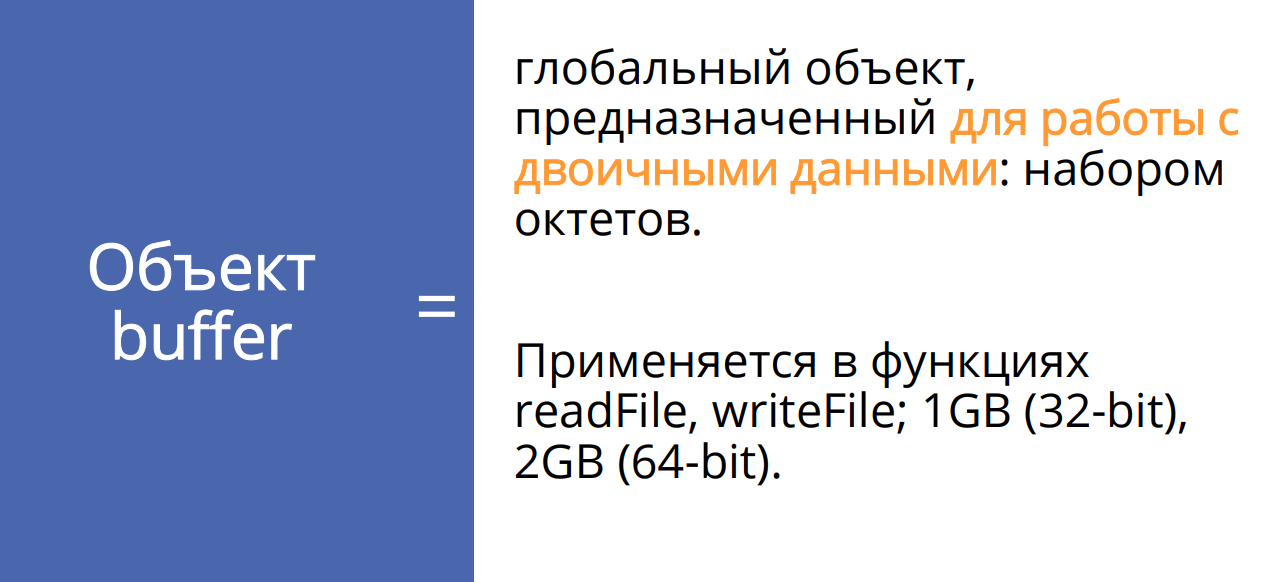 Объект
buffer
=
глобальный объект,
предназначенный для работы с
двоичными данными: набором
октетов.
Применяется в функциях
readFile, writeFile; 1GB (32-bit),
2GB (64-bit).